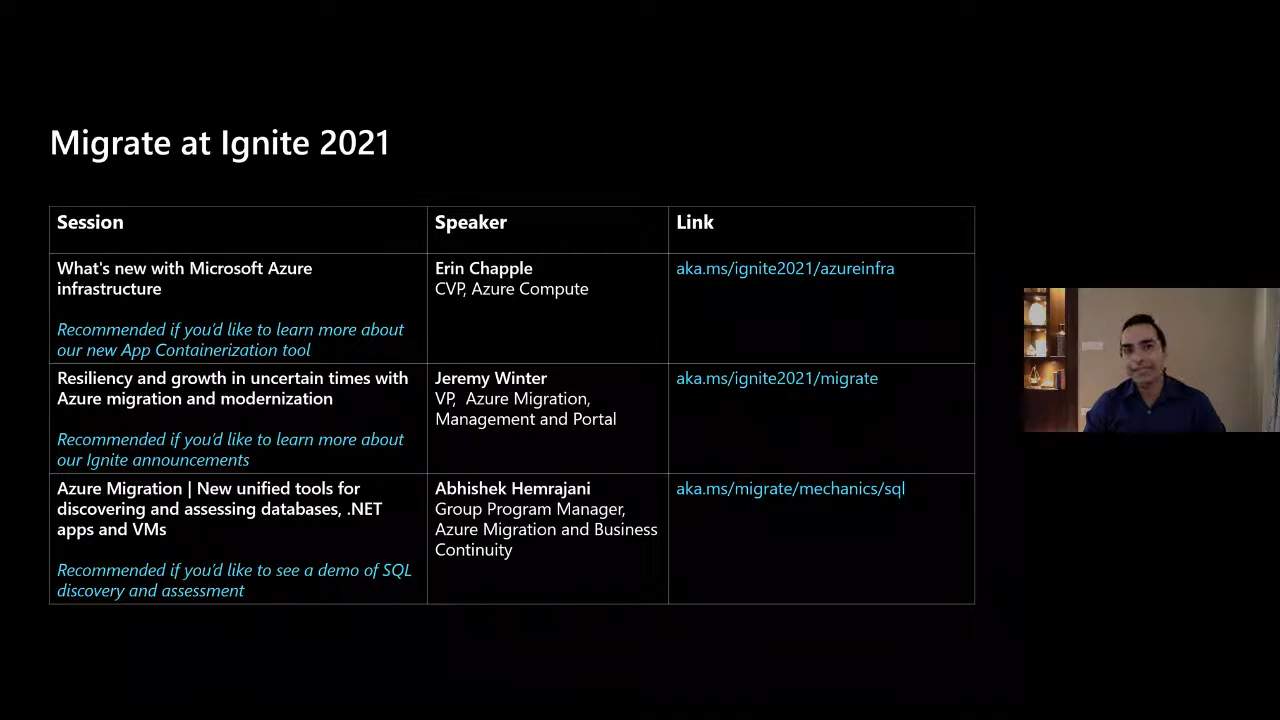 Migrate at Ignite 2021
Session
Speaker
Link
What's new with Microsoft Azure
infrastructure
Recommended if you'd like to learn more about
our new App Containerization tool
Erin Chapple
CVP, Azure Compute
aka.ms/ignite2021/azureinfra
Resiliency and growth in uncertain times with
Azure migration and modernization
Recommended if you'd like to learn more about
our Ignite announcements
Jeremy Winter
VP,  Azure Migration,
Management and Portal
aka.ms/ignite2021/migrate
Azure Migration | New unified tools for
discovering and assessing databases, .NET
apps and VMs
Recommended if you'd like to see a demo of SQL
discovery and assessment
Abhishek Hemrajani
Group Program Manager,
Azure Migration and Business
Continuity
aka.ms/migrate/mechanics/sql